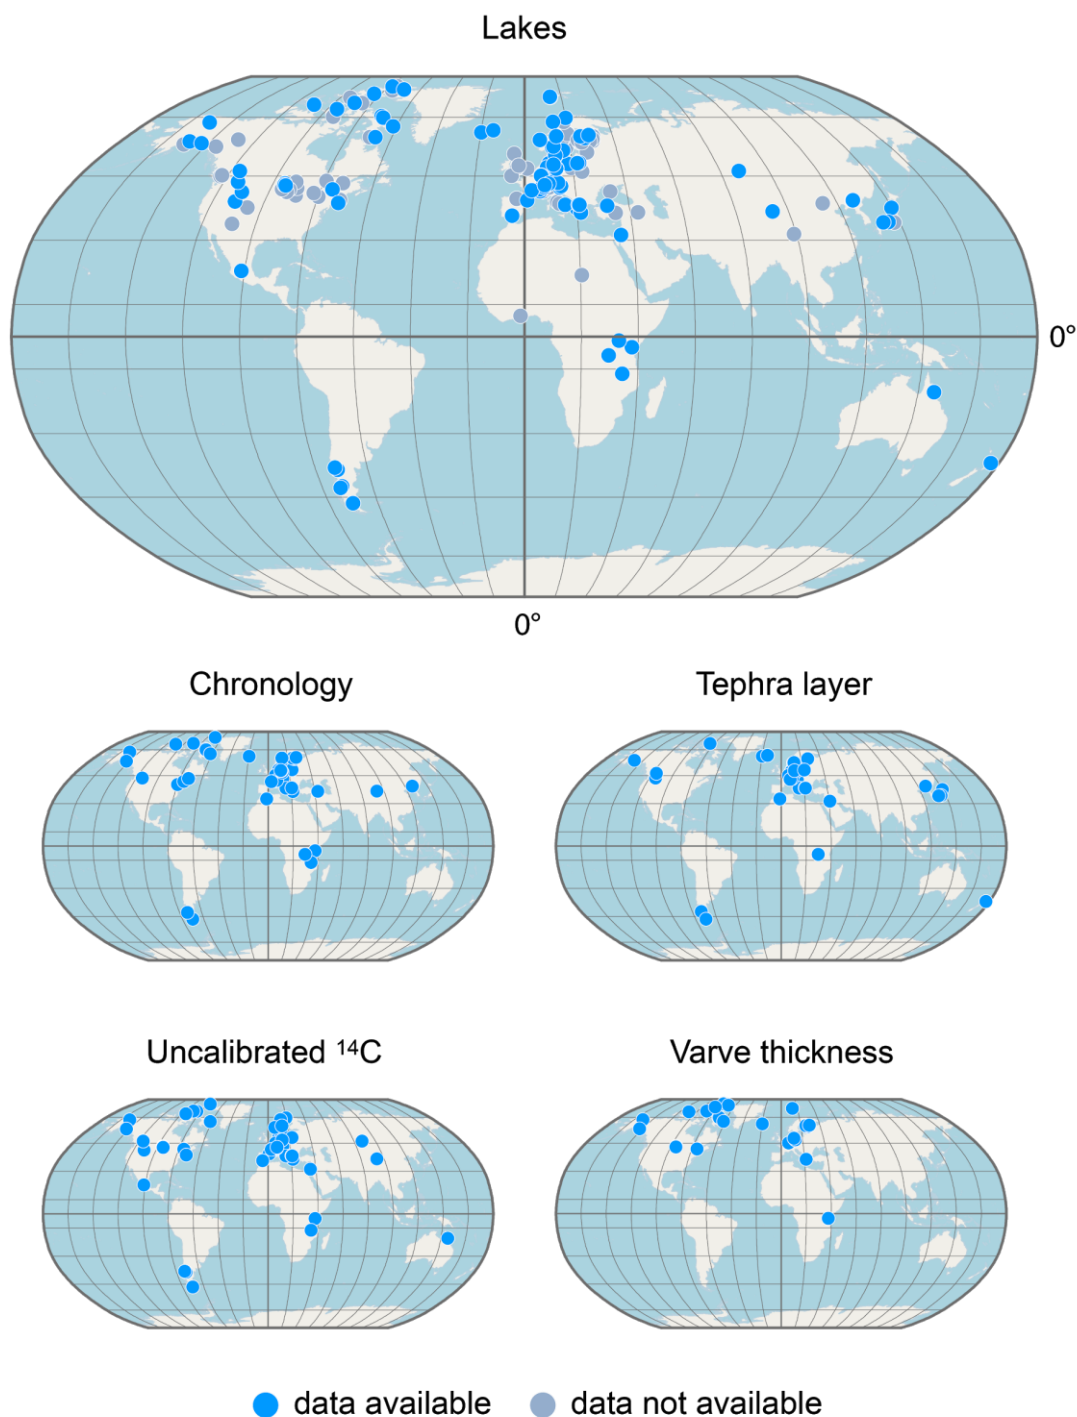 Lakes
0°
0°
Chronology
Tephra layer
Uncalibrated ¹⁴C
Varve thickness
data available
data not available